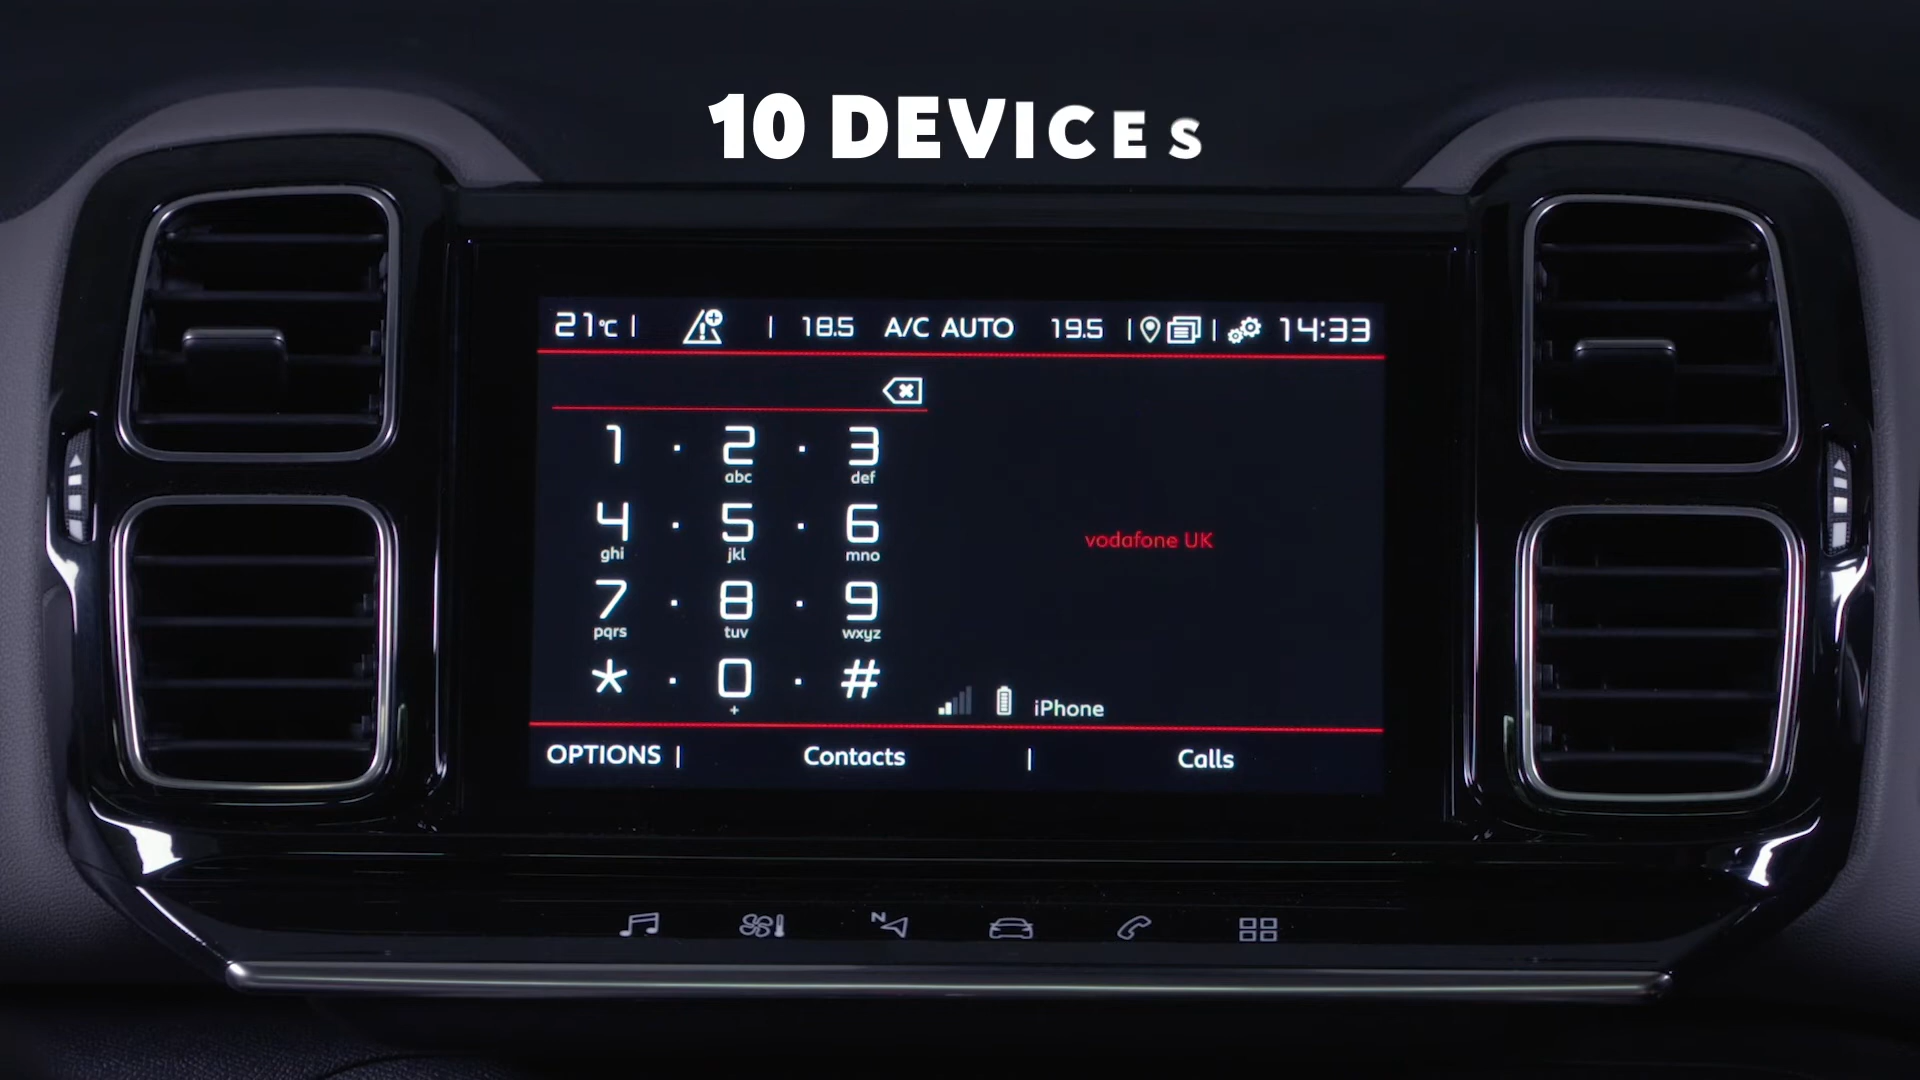 10 DEVICES
21°C | | 18.5 A/C AUTO 19.5 | | 14:33
1 · 2 · 3
abc def
4 · 5 · 6
ghi jkl mno
vodafone UK
7 · 8 · 9
pqrs tuv wxyz
* · 0 · #
+
iPhone
OPTIONS | Contacts | Calls
N